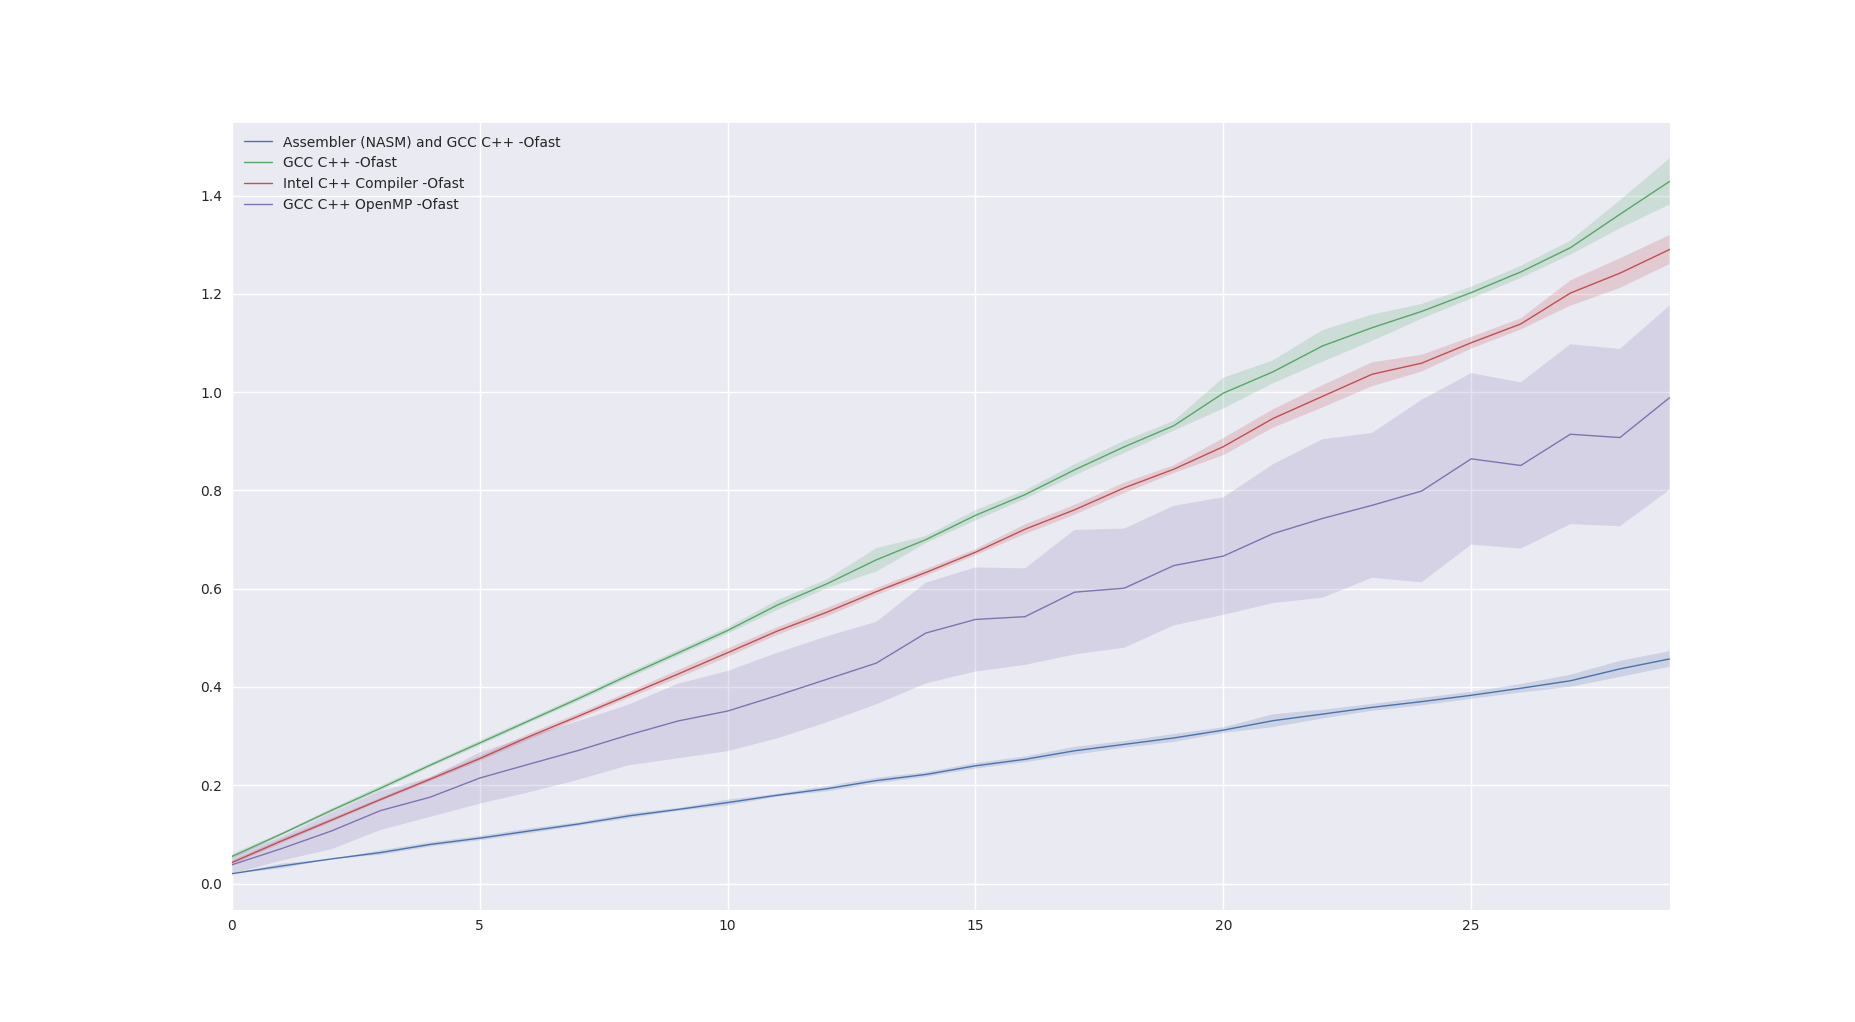 Assembler (NASM) and GCC C++ -Ofast
GCC C++ -Ofast
Intel C++ Compiler -Ofast
GCC C++ OpenMP -Ofast
1.4
1.2
1.0
0.8
0.6
0.4
0.2
0.0
0 5 10 15 20 25